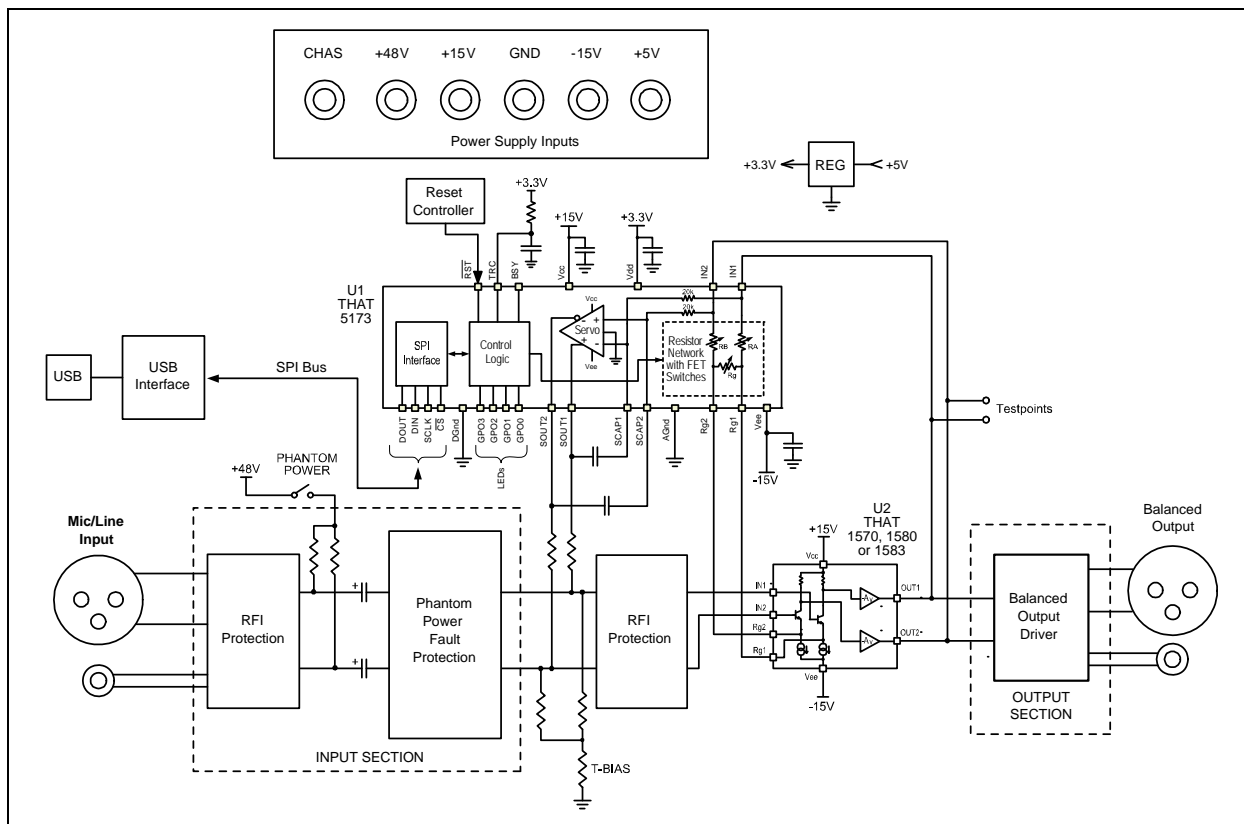 CHAS +48V +15V GND -15V +5V
Power Supply Inputs
+3.3V REG +5V
Reset
Controller
+3.3V
+15V
+3.3V
RST TRC BSY Vcc Vdd IN2 IN1
U1
THAT
5173
SPI
Interface
Control
Logic
Vcc
- +
Servo
+ -
Vee
20k
20k
Resistor
Network
with FET
Switches
RB RA
Rg
USB
USB
Interface
SPI Bus
DOUT DIN SCLK CS DGnd GPO3 GPO2 GPO1 GPO0 SOUT2 SOUT1 SCAP1 SCAP2 AGnd Rg2 Rg1 Vee
LEDs
-15V
Testpoints
+48V
PHANTOM
POWER
Mic/Line
Input
RFI
Protection
+
+
Phantom
Power
Fault
Protection
INPUT SECTION
RFI
Protection
T-BIAS
U2
THAT
1570, 1580
or 1583
+15V
Vcc
IN1
IN2
Rg2
Rg1
-Av
-Av
OUT1
OUT2
Vee
-15V
Balanced
Output
Driver
OUTPUT
SECTION
Balanced
Output